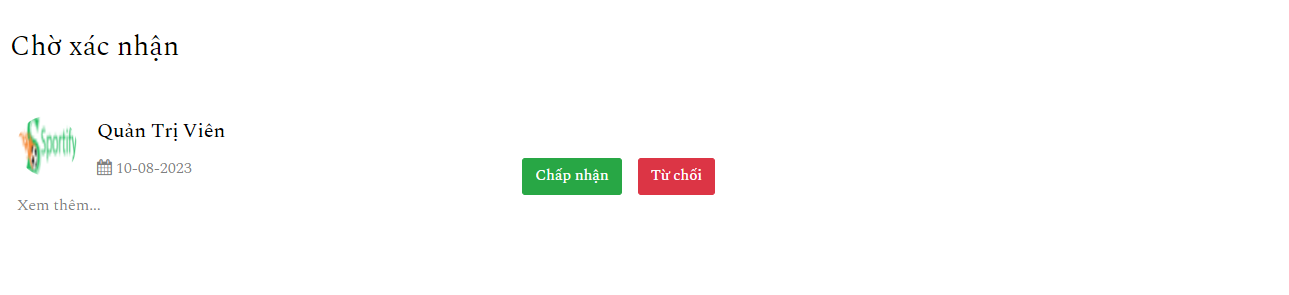 Chờ xác nhận
Sportify
Quản Trị Viên
10-08-2023
Chấp nhận
Từ chối
Xem thêm...